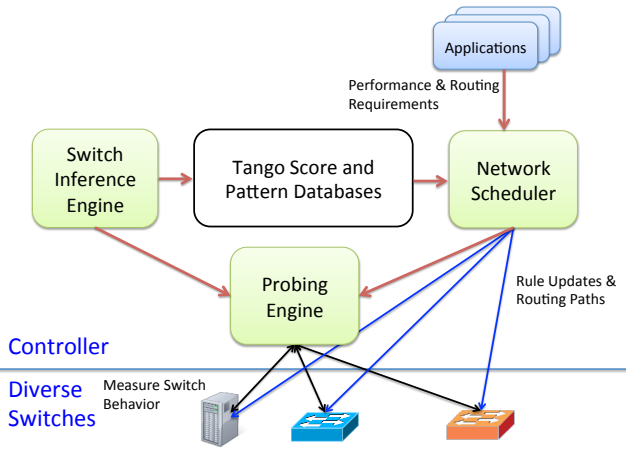 Applications
Performance & Routing
Requirements
Switch
Inference
Engine
Tango Score and
Pattern Databases
Network
Scheduler
Probing
Engine
Rule Updates &
Routing Paths
Controller
Diverse
Switches
Measure Switch
Behavior